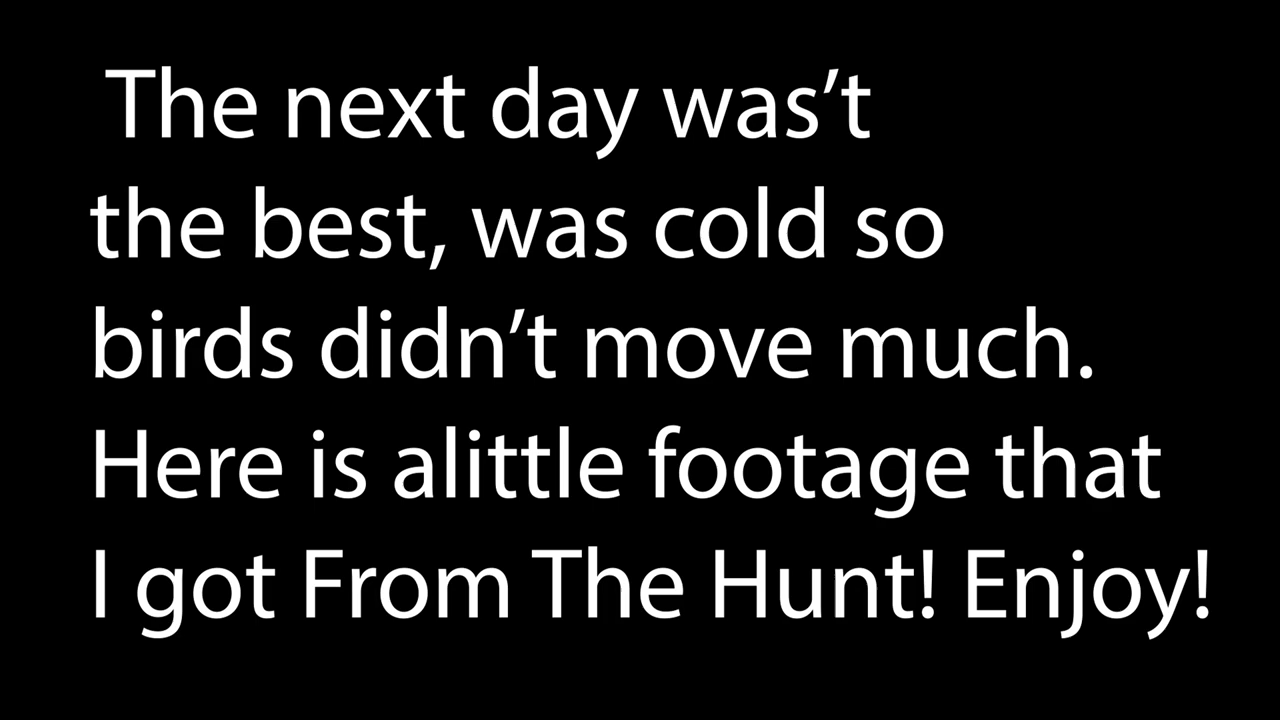 The next day was’t
the best, was cold so
birds didn’t move much.
Here is alittle footage that
I got From The Hunt! Enjoy!